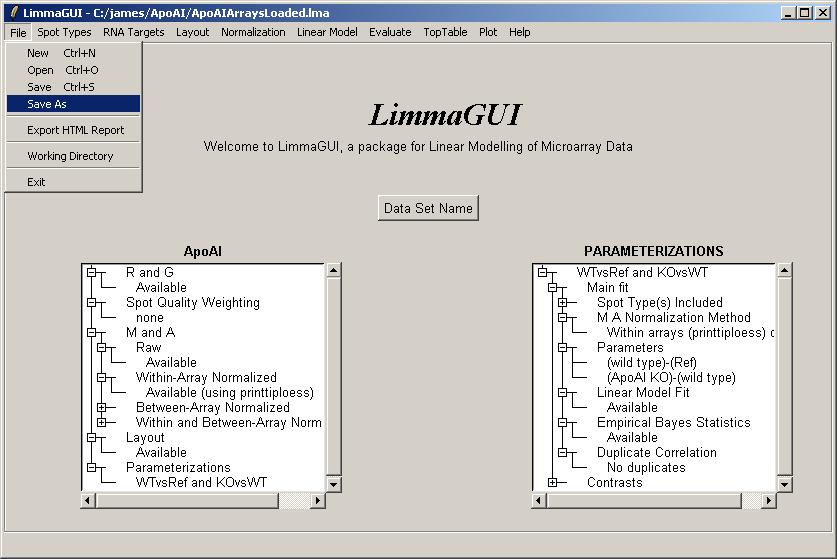 LimmaGUI - C:/james/ApoAI/ApoAIArraysLoaded.lma
File Spot Types RNA Targets Layout Normalization Linear Model Evaluate TopTable Plot Help
New Ctrl+N
Open Ctrl+O
Save Ctrl+S
Save As
Export HTML Report
Working Directory
Exit
LimmaGUI
Welcome to LimmaGUI, a package for Linear Modelling of Microarray Data
Data Set Name
ApoAI
R and G
Available
Spot Quality Weighting
none
M and A
Raw
Available
Within-Array Normalized
Available (using printtiploess)
Between-Array Normalized
Within and Between-Array Norm
Layout
Available
Parameterizations
WTvsRef and KOvsWT
PARAMETERIZATIONS
WTvsRef and KOvsWT
Main fit
Spot Type(s) Included
M A Normalization Method
Within arrays (printtiploess) c
Parameters
(wild type)-(Ref)
(ApoAI KO)-(wild type)
Linear Model Fit
Available
Empirical Bayes Statistics
Available
Duplicate Correlation
No duplicates
Contrasts